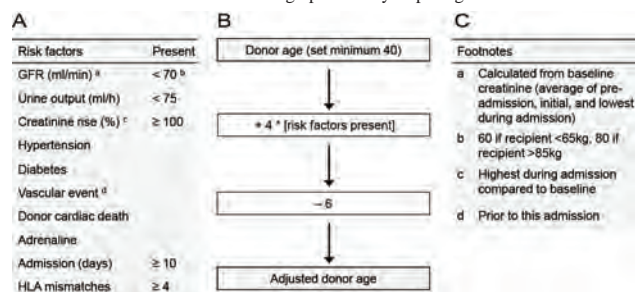 A
Risk factors Present
GFR (ml/min) a < 70 b
Urine output (ml/h) < 75
Creatinine rise (%) c ≥ 100
Hypertension
Diabetes
Vascular event d
Donor cardiac death
Adrenaline
Admission (days) ≥ 10
HLA mismatches ≥ 4
B
Donor age (set minimum 40)
+ 4 * [risk factors present]
– 6
Adjusted donor age
C
Footnotes
a Calculated from baseline
creatinine (average of pre-
admission, initial, and lowest
during admission)
b 60 if recipient <65kg, 80 if
recipient >85kg
c Highest during admission
compared to baseline
d Prior to this admission